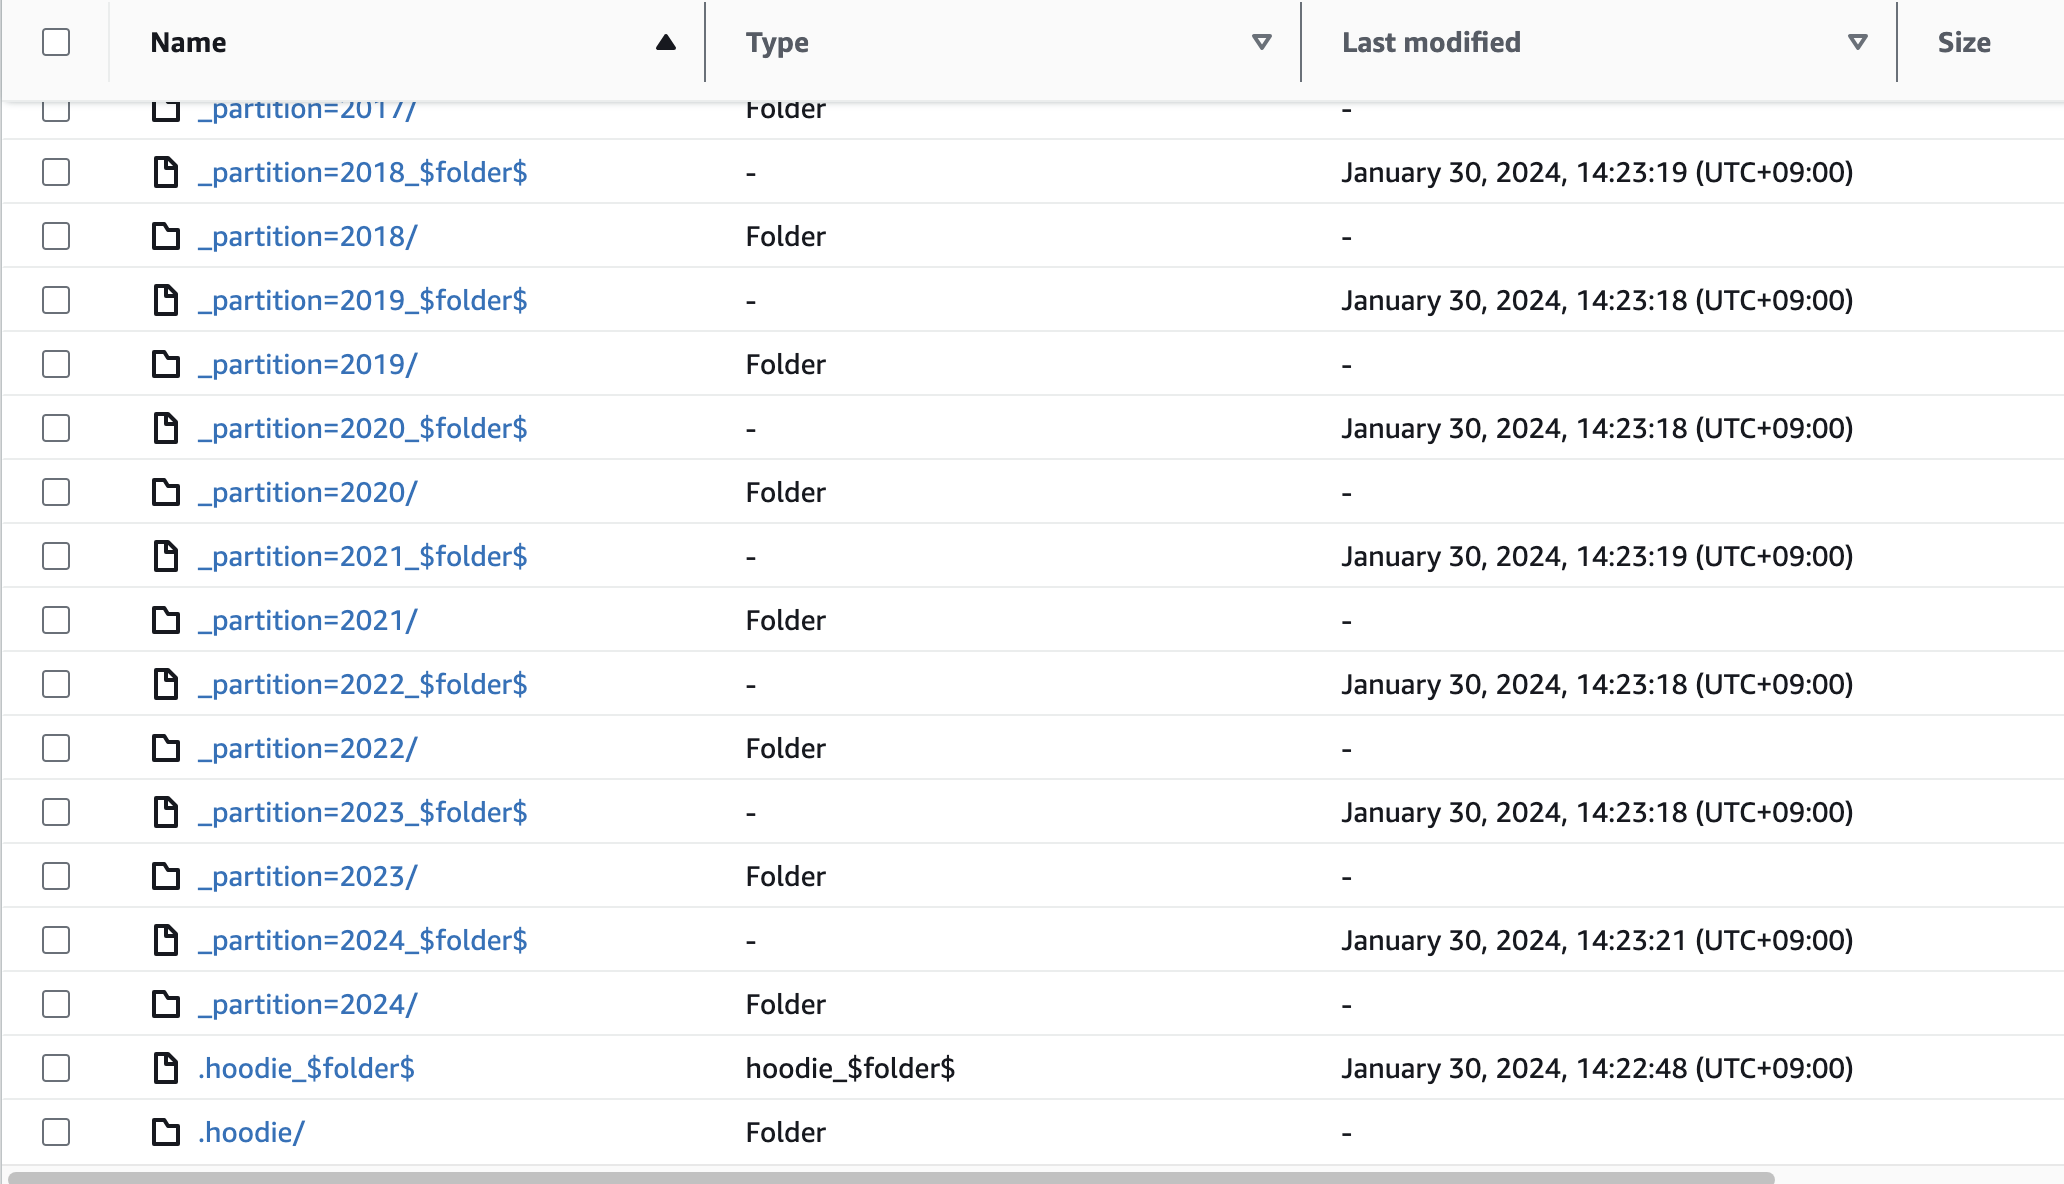 Name Type Last modified Size
_partition=2017/ Folder -
_partition=2018_$folder$ - January 30, 2024, 14:23:19 (UTC+09:00)
_partition=2018/ Folder -
_partition=2019_$folder$ - January 30, 2024, 14:23:18 (UTC+09:00)
_partition=2019/ Folder -
_partition=2020_$folder$ - January 30, 2024, 14:23:18 (UTC+09:00)
_partition=2020/ Folder -
_partition=2021_$folder$ - January 30, 2024, 14:23:19 (UTC+09:00)
_partition=2021/ Folder -
_partition=2022_$folder$ - January 30, 2024, 14:23:18 (UTC+09:00)
_partition=2022/ Folder -
_partition=2023_$folder$ - January 30, 2024, 14:23:18 (UTC+09:00)
_partition=2023/ Folder -
_partition=2024_$folder$ - January 30, 2024, 14:23:21 (UTC+09:00)
_partition=2024/ Folder -
.hoodie_$folder$ hoodie_$folder$ January 30, 2024, 14:22:48 (UTC+09:00)
.hoodie/ Folder -